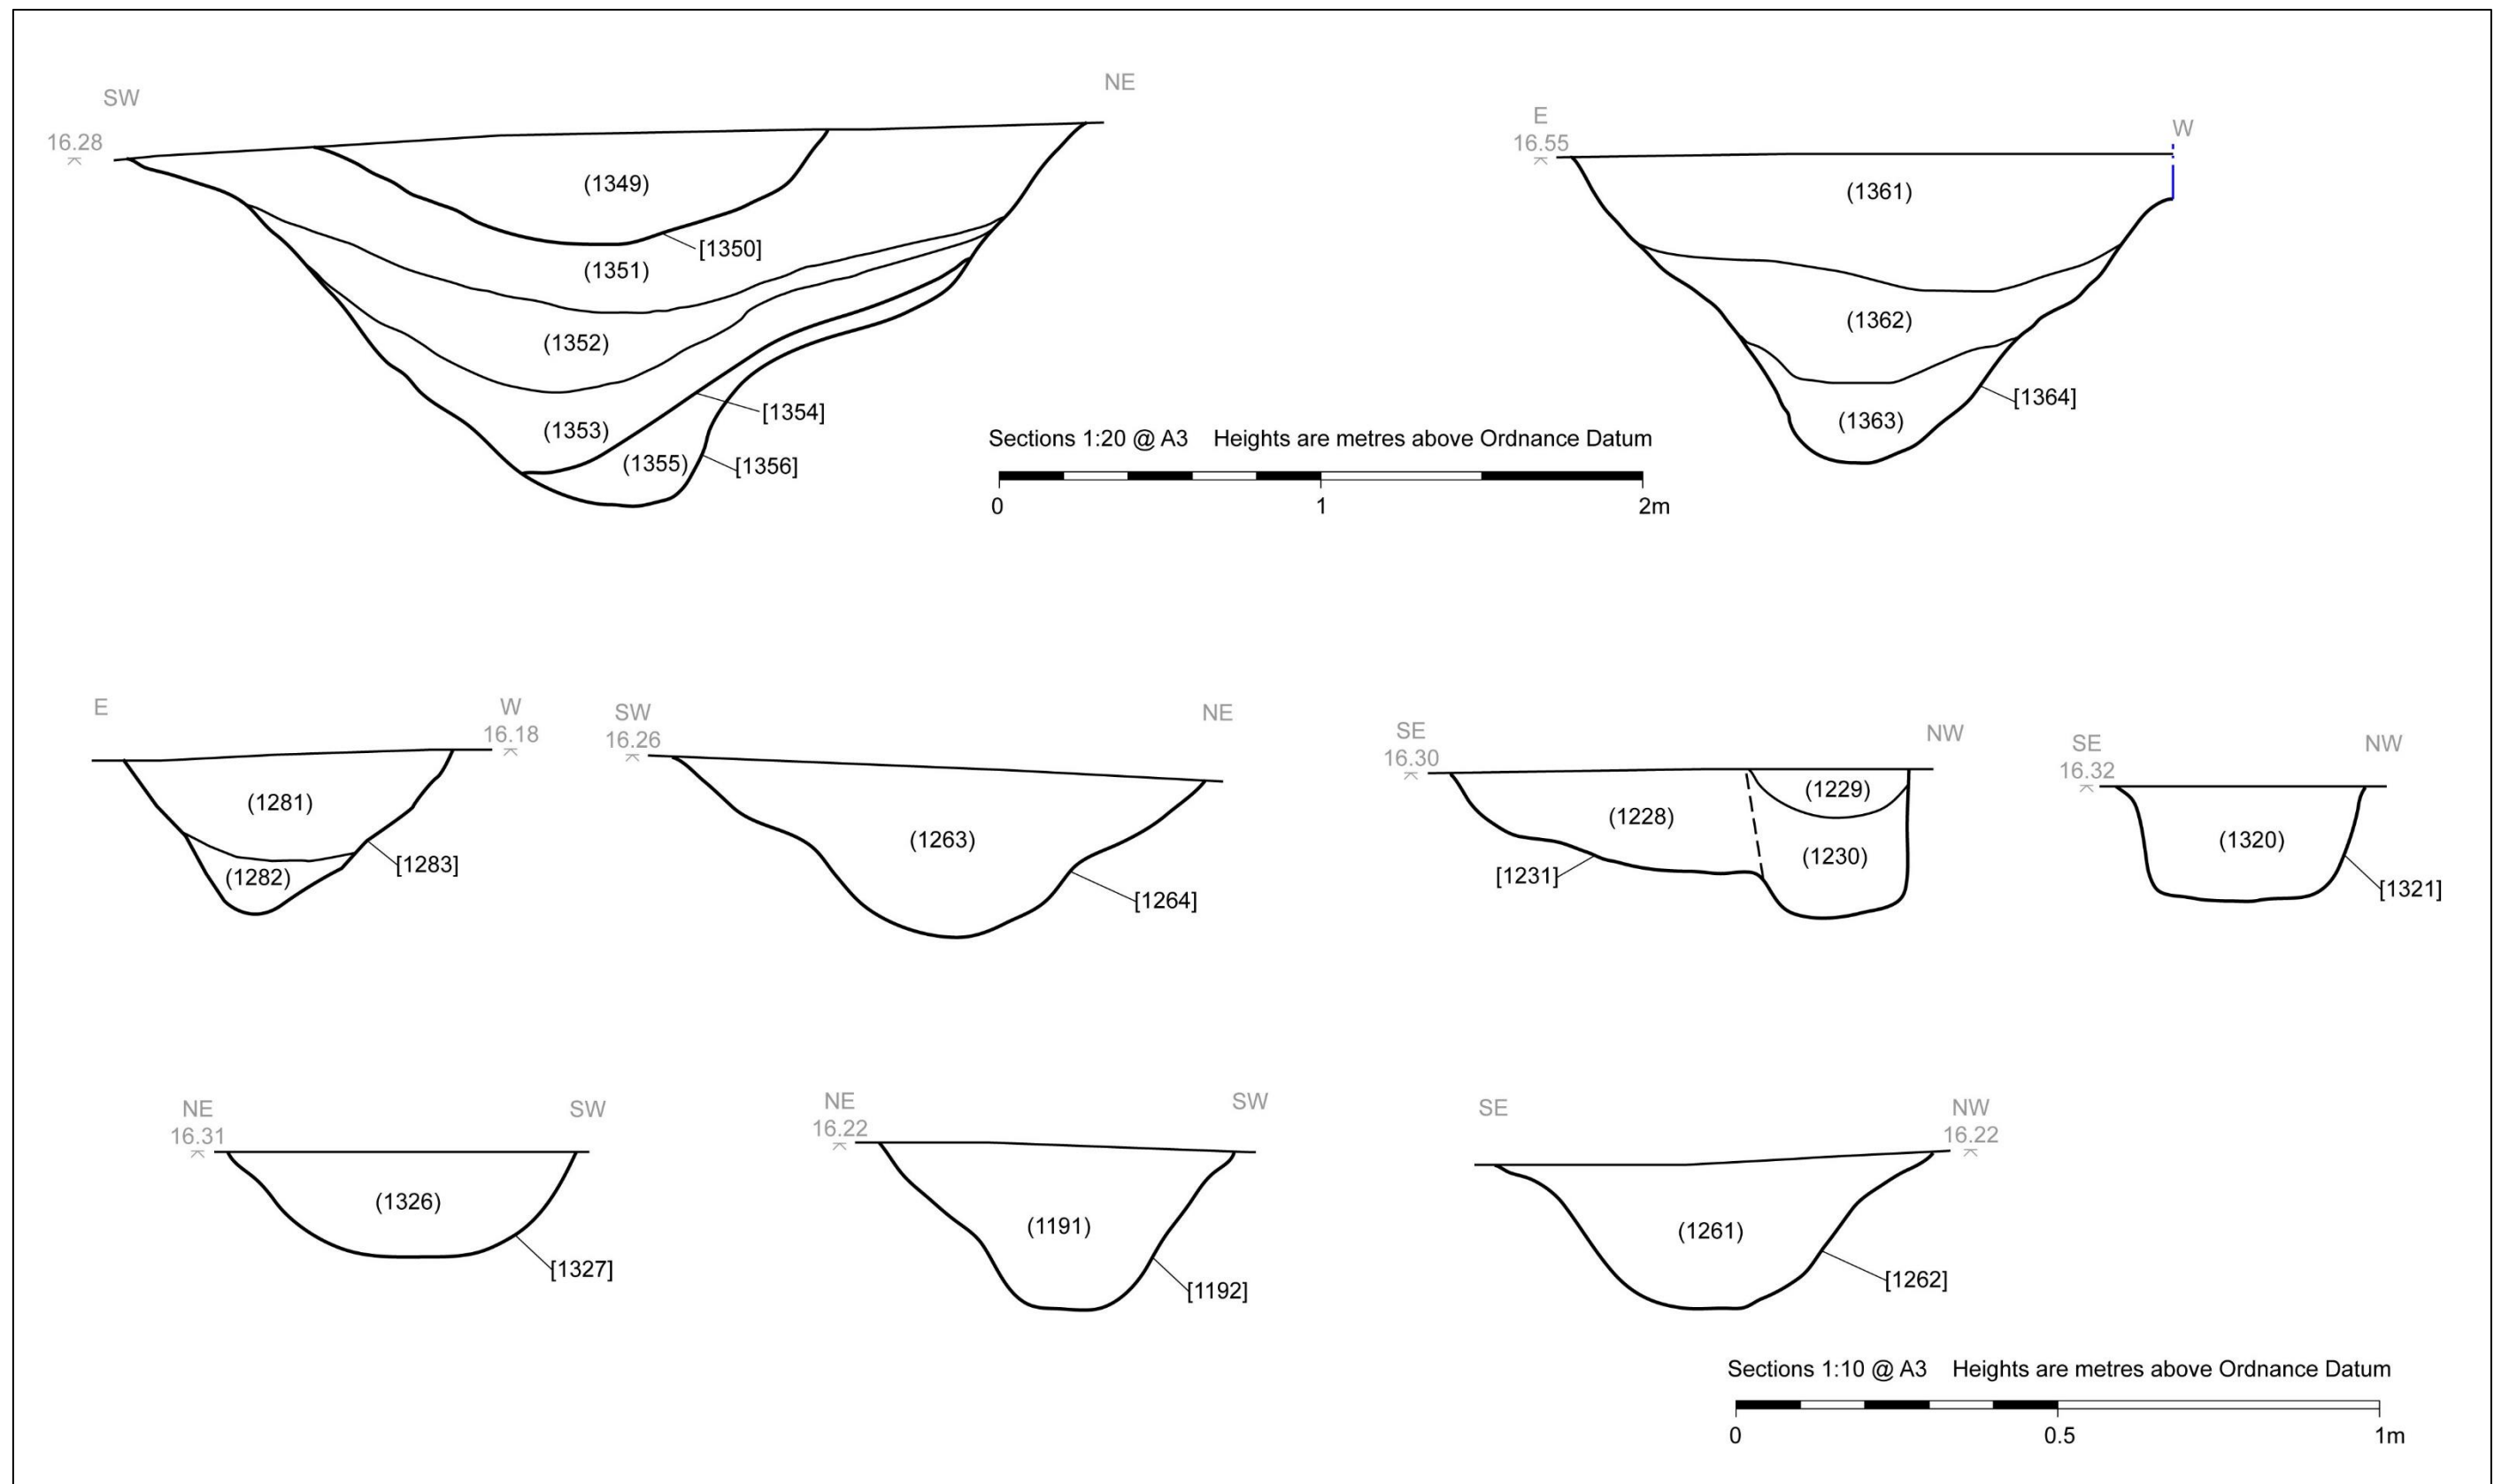 SW
NE
16.28
(1349)
[1350]
(1351)
(1352)
[1354]
(1353)
(1355)
[1356]
E
16.55
W
(1361)
(1362)
[1364]
(1363)
Sections 1:20 @ A3 Heights are metres above Ordnance Datum
0 1 2m
E
W
16.18
(1281)
[1283]
(1282)
SW
16.26
NE
(1263)
[1264]
SE
16.30
NW
(1229)
(1228)
(1230)
[1231]
SE
16.32
NW
(1320)
[1321]
NE
16.31
SW
(1326)
[1327]
NE
16.22
SW
(1191)
[1192]
SE
NW
16.22
(1261)
[1262]
Sections 1:10 @ A3 Heights are metres above Ordnance Datum
0 0.5 1m